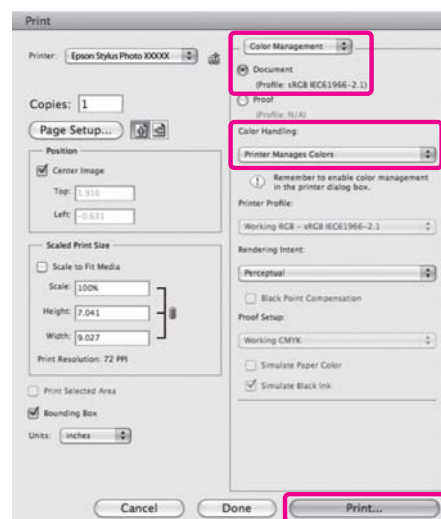 Print
Printer: Epson Stylus Photo XXXXX
Copies: 1
Page Setup...
Position
Center Image
Top: 1.916
Left: -0.631
Scaled Print Size
Scale to Fit Media
Scale: 100%
Height: 7.041
Width: 9.027
Print Resolution: 72 PPI
Print Selected Area
Bounding Box
Units: inches
Color Management
Document
(Profile: sRGB IEC61966-2.1)
Proof
(Profile: N/A)
Color Handling:
Printer Manages Colors
Remember to enable color management
in the printer dialog box.
Printer Profile:
Working RGB - sRGB IEC61966-2.1
Rendering Intent:
Perceptual
Black Point Compensation
Proof Setup:
Working CMYK
Simulate Paper Color
Simulate Black Ink
Cancel
Done
Print...